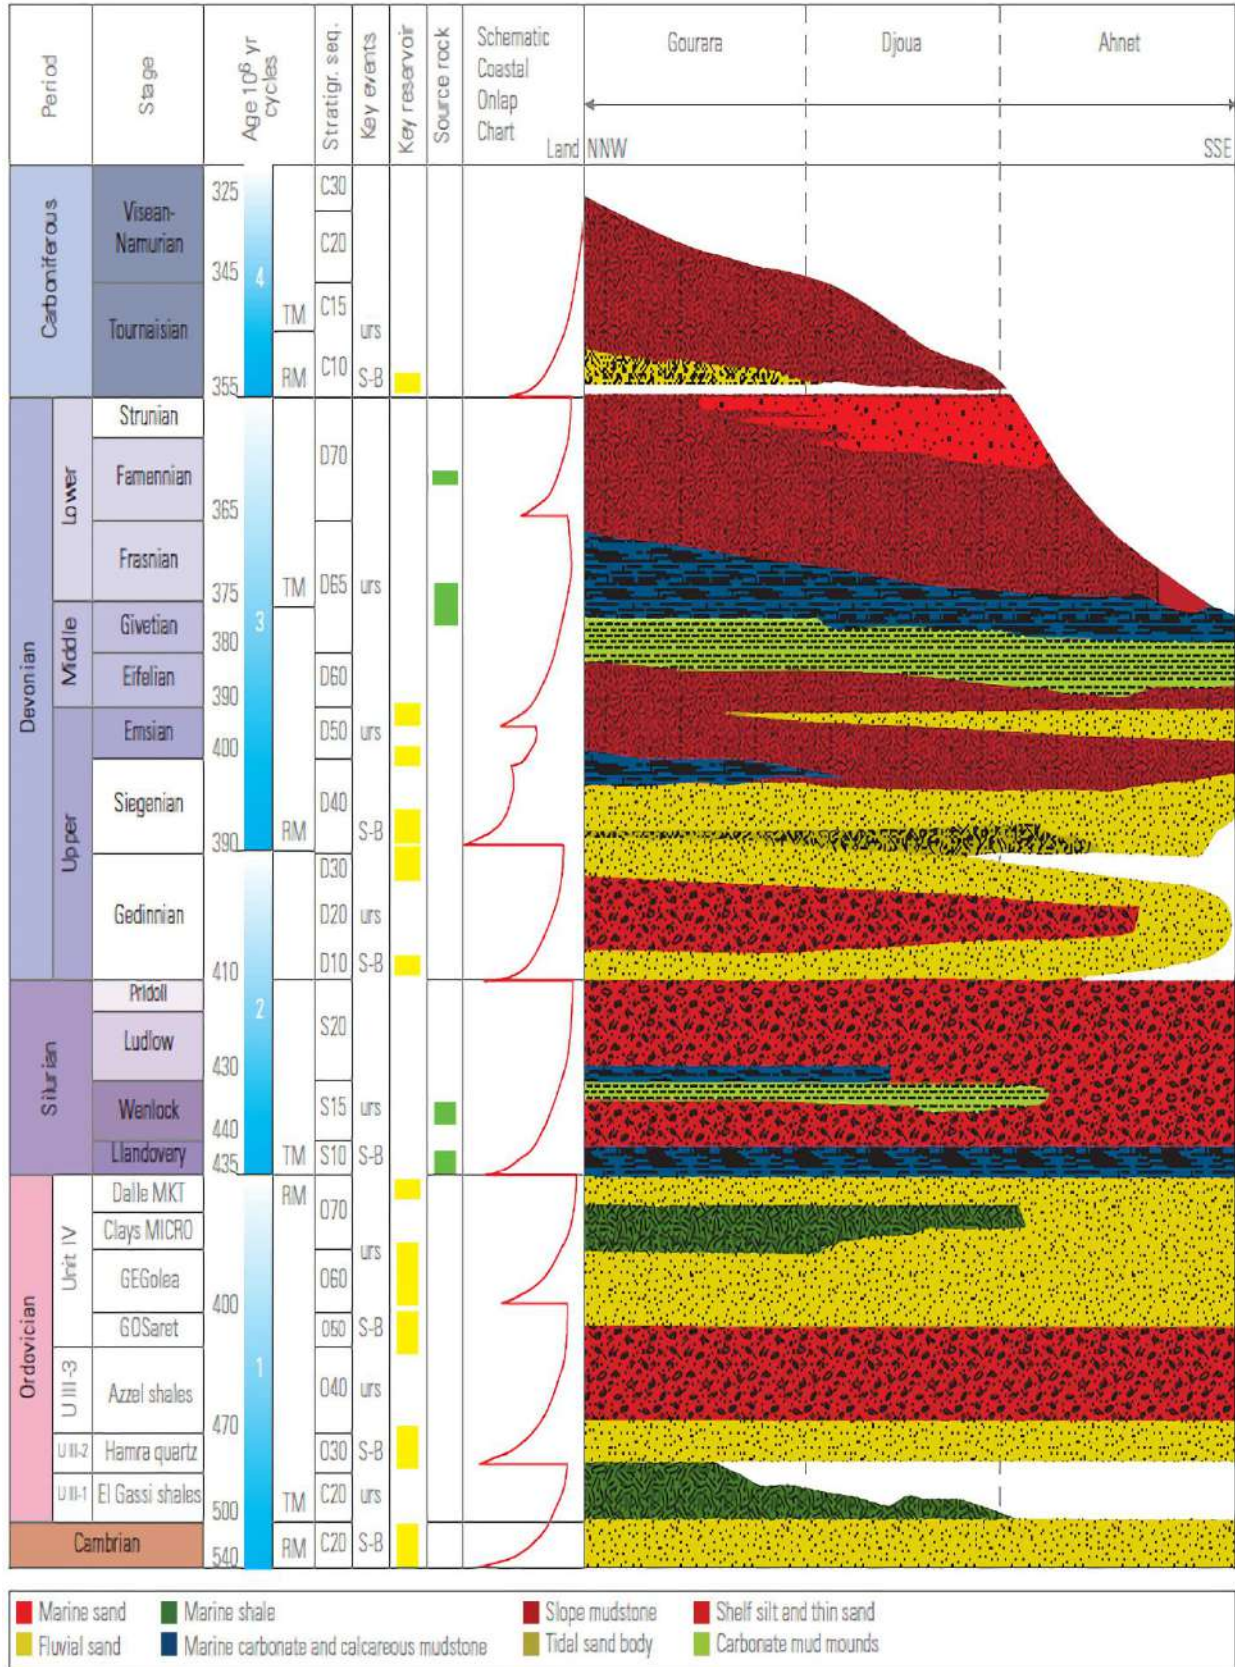 Period
Stage
Age 10⁶ yr
cycles
Stratigr. seq.
Key events
Key reservoir
Source rock
Schematic
Coastal
Onlap
Chart
Land
Gourara
Djoua
Ahnet
NNW
SSE
Carboniferous
Visean-
Namurian
Tournaisian
325
345
355
4
TM
RM
C30
C20
C15
C10
urs
S-B
Devonian
Lower
Middle
Upper
Strunian
Famennian
Frasnian
Givetian
Eifelian
Emsian
Siegenian
Gedinnian
365
375
380
390
400
390
410
3
TM
RM
D70
D65
D60
D50
D40
D30
D20
D10
urs
urs
S-B
urs
S-B
Silurian
Pridoli
Ludlow
Wenlock
Llandovery
430
440
435
2
TM
S20
S15
S10
urs
S-B
Ordovician
Unit IV
U III-3
U III-2
U III-1
Dalle MKT
Clays MICRO
GEGolea
GOSaret
Azzel shales
Hamra quartz
El Gassi shales
400
470
500
1
RM
TM
O70
O60
O50
O40
O30
C20
urs
S-B
urs
S-B
urs
Cambrian
540
RM
C20
S-B
Marine sand
Marine shale
Slope mudstone
Shelf silt and thin sand
Fluvial sand
Marine carbonate and calcareous mudstone
Tidal sand body
Carbonate mud mounds